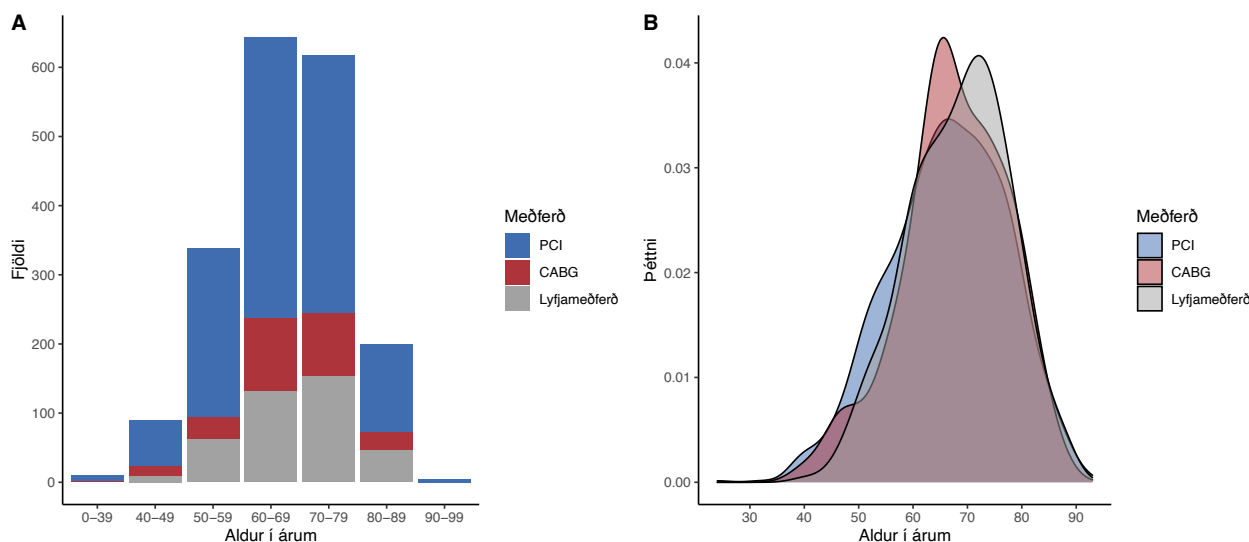 A
Fjöldi
600
500
400
300
200
100
0
0–39
40–49
50–59
60–69
70–79
80–89
90–99
Aldur í árum
Meðferð
PCI
CABG
Lyfjameðferð
B
Þéttni
0.04
0.03
0.02
0.01
0.00
30
40
50
60
70
80
90
Aldur í árum
Meðferð
PCI
CABG
Lyfjameðferð